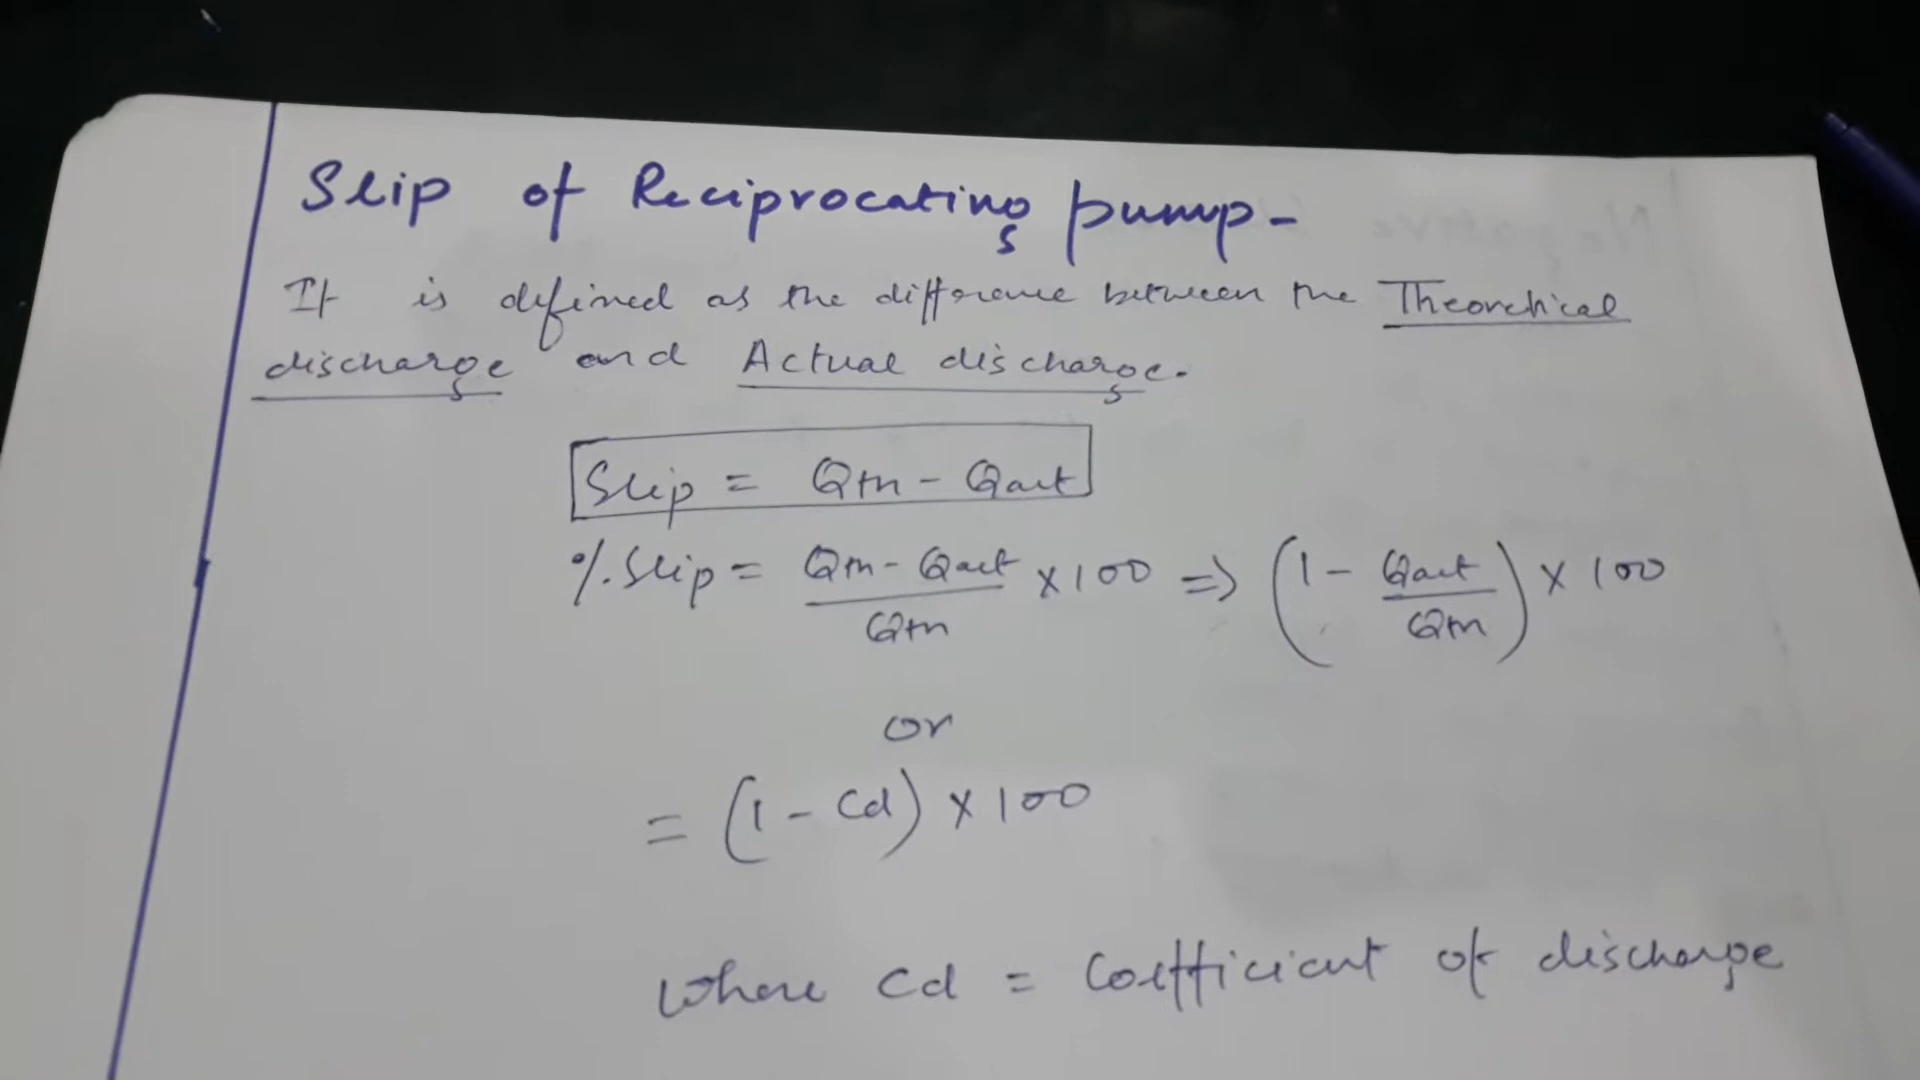 Slip of Reciprocating pump-
It is defined as the difference between the Theoretical
discharge and Actual discharge.
Slip = Qth - Qact
%. Slip = (Qth - Qact)/Qth × 100 => (1 - Qact/Qth) × 100
or
= (1 - Cd) × 100
where Cd = Coefficient of discharge